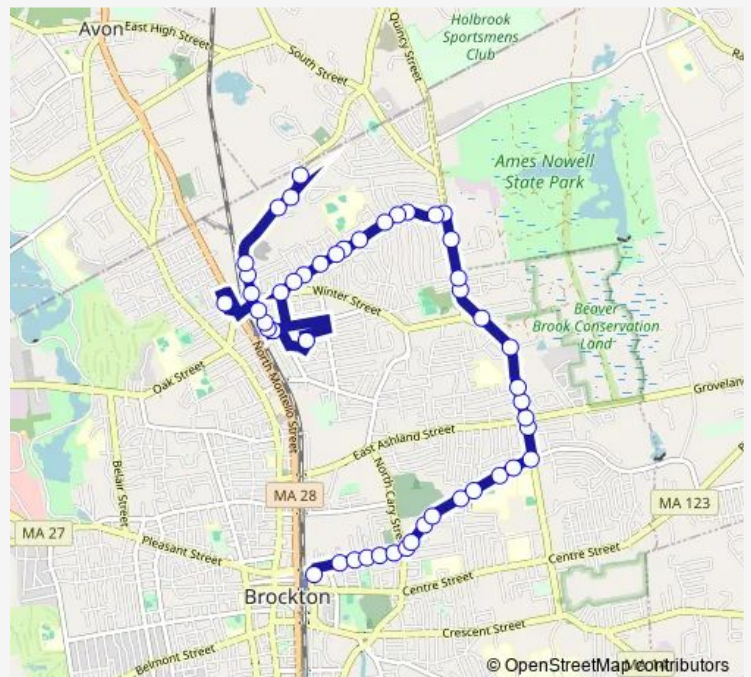 Avon
East High Street
South Street
Quincy Street
Holbrook
Sportsmens
Club
Ames Nowell
State Park
Winter Street
Beaver
Brook Conservation
Land
Oak Street
North Montello Street
Grovelan
East Ashland Street
Belair Street
North Cary Stre
MA 28
MA 123
MA 27
Pleasant Street
Centre Street
Centre Street
Brockton
Crescent Street
Belmont Street
© OpenStreetMap contributors